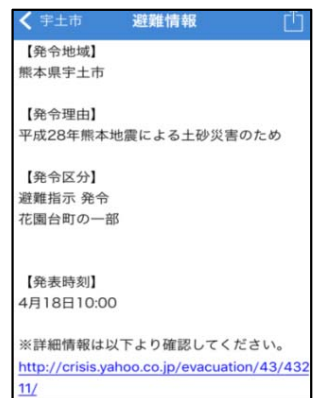 宇土市 避難情報
【発令地域】
熊本県宇土市
【発令理由】
平成28年熊本地震による土砂災害のため
【発令区分】
避難指示 発令
花園台町の一部
【発表時刻】
4月18日10:00
※詳細情報は以下より確認してください。
http://crisis.yahoo.co.jp/evacuation/43/432
11/